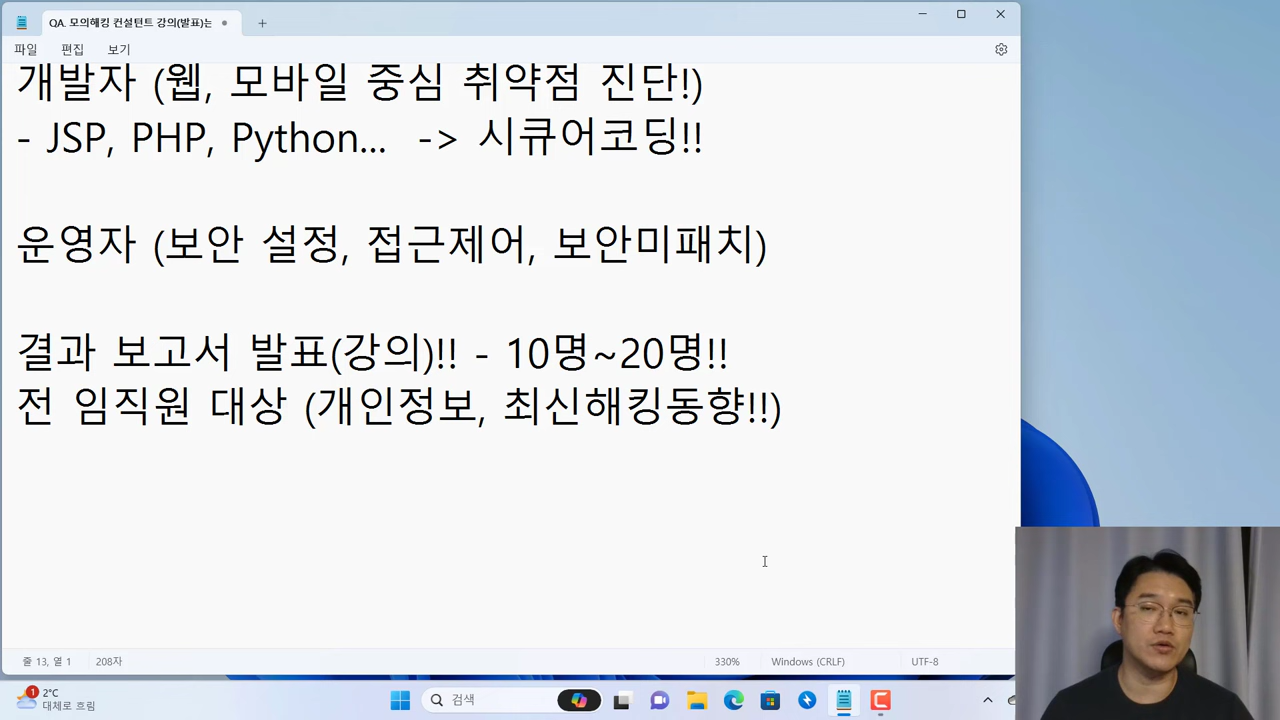 QA. 모의해킹 컨설턴트 강의(발표)는
파일 편집 보기
개발자 (웹, 모바일 중심 취약점 진단!)
- JSP, PHP, Python... -> 시큐어코딩!!
운영자 (보안 설정, 접근제어, 보안미패치)
결과 보고서 발표(강의)!! - 10명~20명!!
전 임직원 대상 (개인정보, 최신해킹동향!!)
줄 13, 열 1 208자 330% Windows (CRLF) UTF-8
1
2°C
대체로 흐림
검색